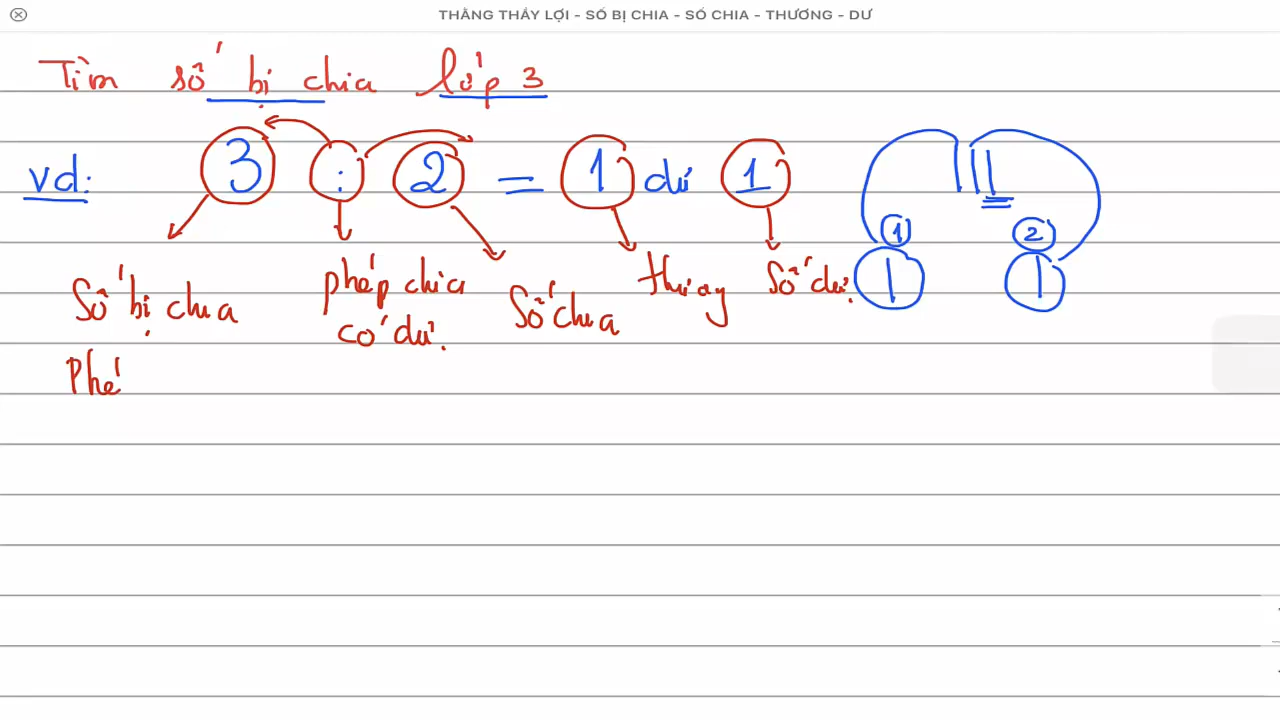 THẲNG THẦY LỢI - SỐ BỊ CHIA - SỐ CHIA - THƯƠNG - DƯ
Tìm số bị chia lớp 3
vd: 3 : 2 = 1 dư 1
1 2
1 1
Số bị chia phép chia có dư. Số chia thương Số dư.
Phé